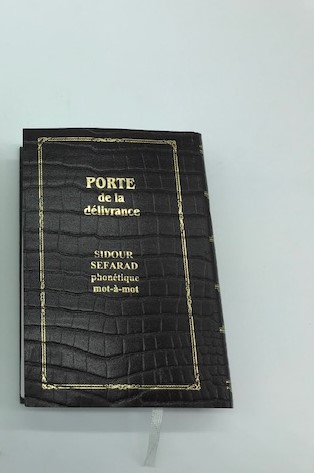 PORTE
de la
délivrance
SIDOUR
SEFARAD
phonétique
mot-à-mot